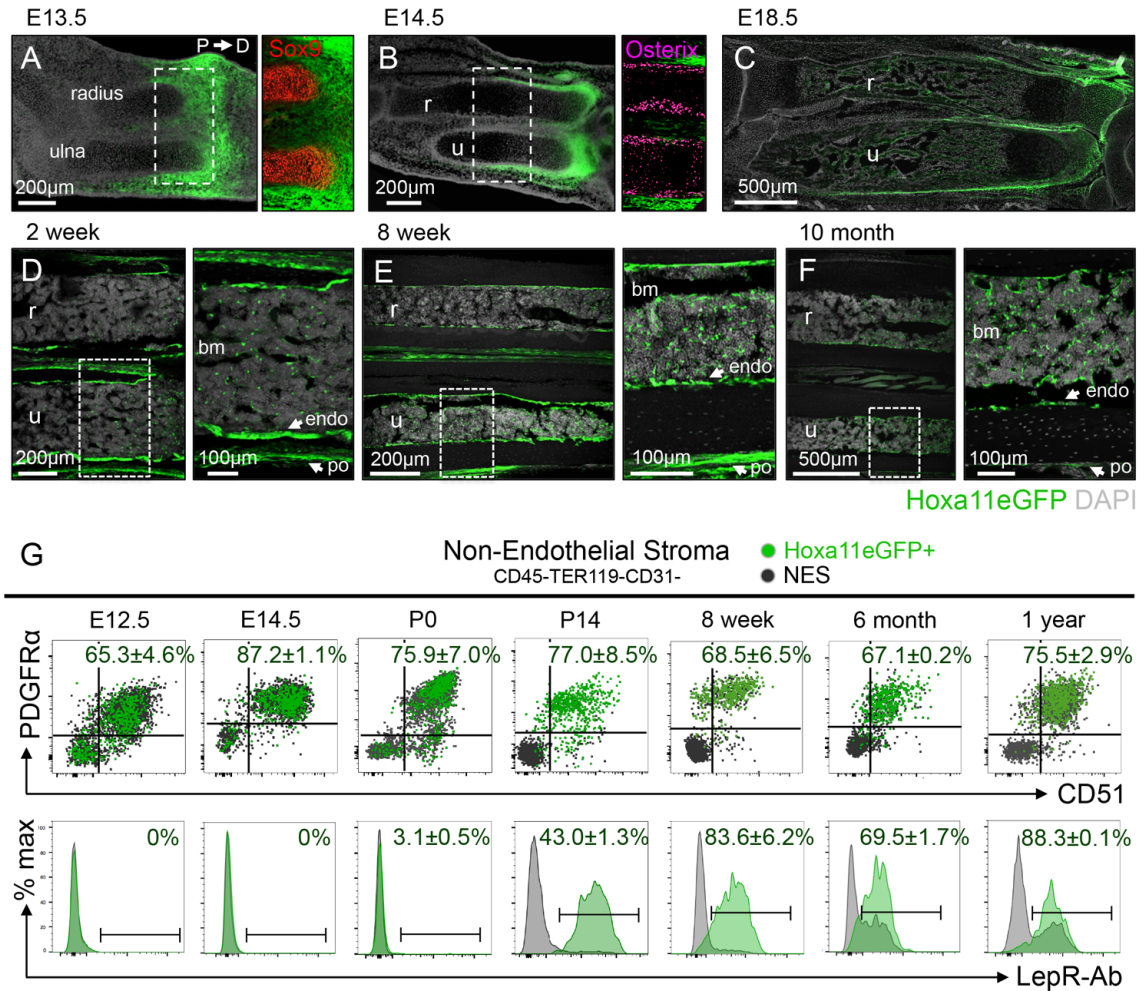 E13.5
E14.5
E18.5
A
P → D
Sox9
radius
ulna
200µm
B
Osterix
r
u
200µm
C
r
u
500µm
2 week
8 week
10 month
D
r
u
200µm
bm
endo
po
100µm
E
r
u
200µm
bm
endo
po
100µm
F
r
u
500µm
endo
po
100µm
Hoxa11eGFP DAPI
G
Non-Endothelial Stroma
CD45-TER119-CD31-
Hoxa11eGFP+
NES
E12.5 E14.5 P0 P14 8 week 6 month 1 year
65.3±4.6% 87.2±1.1% 75.9±7.0% 77.0±8.5% 68.5±6.5% 67.1±0.2% 75.5±2.9%
PDGFRα
CD51
0% 0% 3.1±0.5% 43.0±1.3% 83.6±6.2% 69.5±1.7% 88.3±0.1%
% max
LepR-Ab